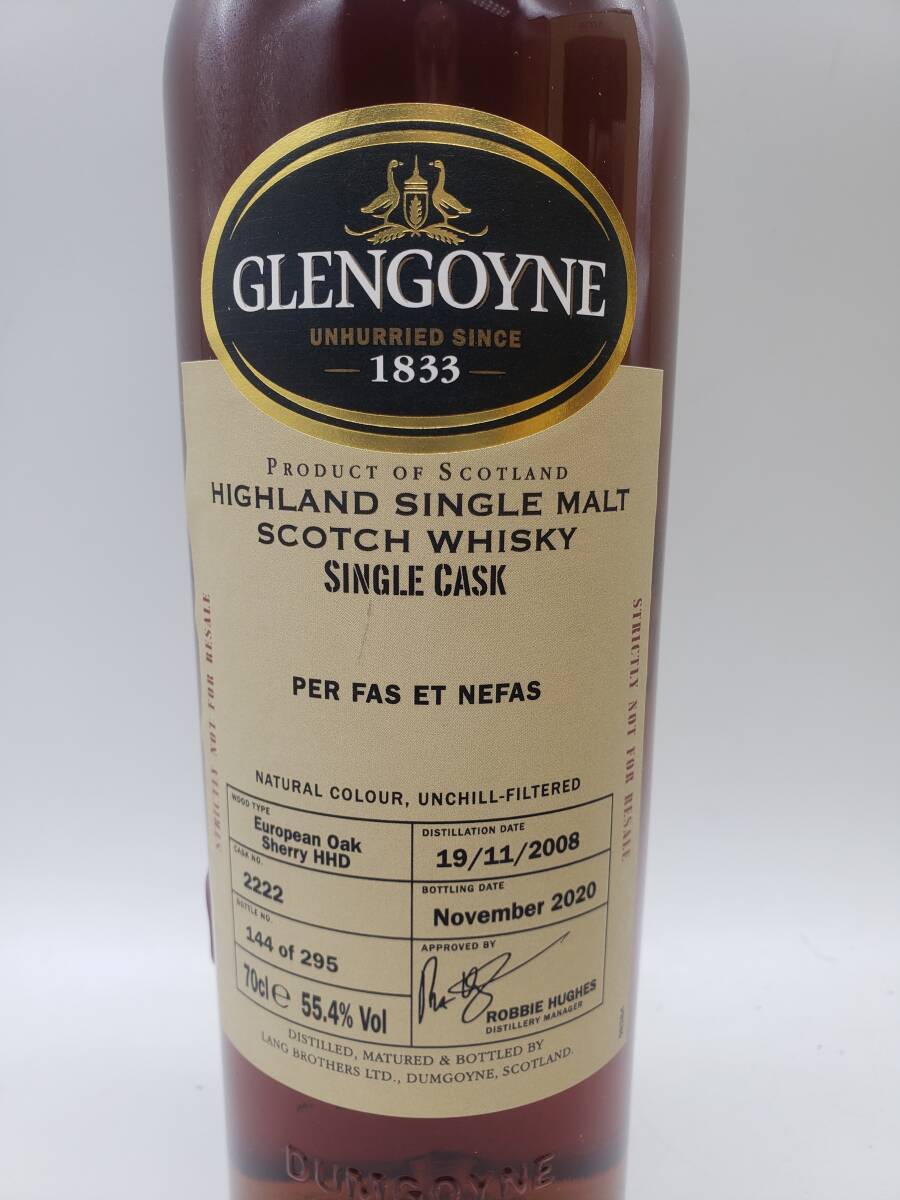 GLENGOYNE
UNHURRIED SINCE
1833
PRODUCT OF SCOTLAND
HIGHLAND SINGLE MALT
SCOTCH WHISKY
SINGLE CASK
PER FAS ET NEFAS
NATURAL COLOUR, UNCHILL-FILTERED
WOOD TYPE
European Oak
Sherry HHD
DISTILLATION DATE
19/11/2008
CASK NO.
2222
BOTTLING DATE
November 2020
BOTTLE NO.
144 of 295
APPROVED BY
ROBBIE HUGHES
DISTILLERY MANAGER
70cl e 55.4% Vol
DISTILLED, MATURED & BOTTLED BY
LANG BROTHERS LTD., DUMGOYNE, SCOTLAND.
STRICTLY NOT FOR RESALE
STRICTLY NOT FOR RESALE
DUMGOYNE